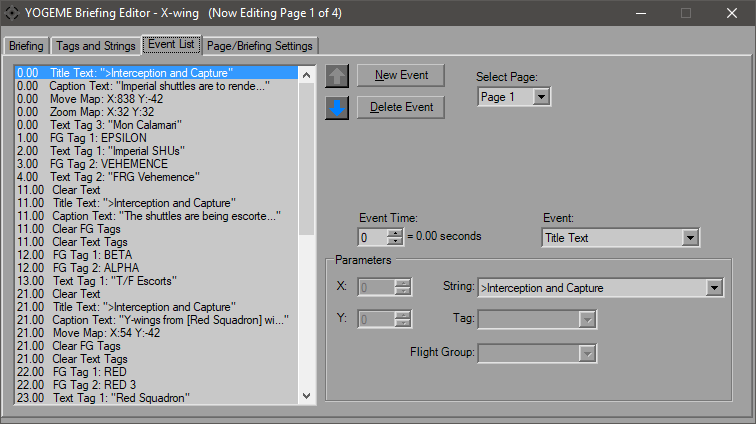 YOGEME Briefing Editor - X-wing (Now Editing Page 1 of 4)
Briefing Tags and Strings Event List Page/Briefing Settings
0.00 Title Text: ">Interception and Capture"
0.00 Caption Text: "Imperial shuttles are to rende..."
0.00 Move Map: X:838 Y:-42
0.00 Zoom Map: X:32 Y:32
0.00 Text Tag 3: "Mon Calamari"
1.00 FG Tag 1: EPSILON
2.00 Text Tag 1: "Imperial SHUs"
3.00 FG Tag 2: VEHEMENCE
4.00 Text Tag 2: "FRG Vehemence"
11.00 Clear Text
11.00 Title Text: ">Interception and Capture"
11.00 Caption Text: "The shuttles are being escorte..."
11.00 Clear FG Tags
11.00 Clear Text Tags
12.00 FG Tag 1: BETA
12.00 FG Tag 2: ALPHA
13.00 Text Tag 1: "T/F Escorts"
21.00 Clear Text
21.00 Title Text: ">Interception and Capture"
21.00 Caption Text: "Y-wings from [Red Squadron] wi..."
21.00 Move Map: X:54 Y:-42
21.00 Clear FG Tags
21.00 Clear Text Tags
22.00 FG Tag 1: RED
22.00 FG Tag 2: RED 3
23.00 Text Tag 1: "Red Squadron"
New Event
Delete Event
Select Page:
Page 1
Event Time:
0 = 0.00 seconds
Event:
Title Text
Parameters
X: 0
String: >Interception and Capture
Y: 0
Tag:
Flight Group: